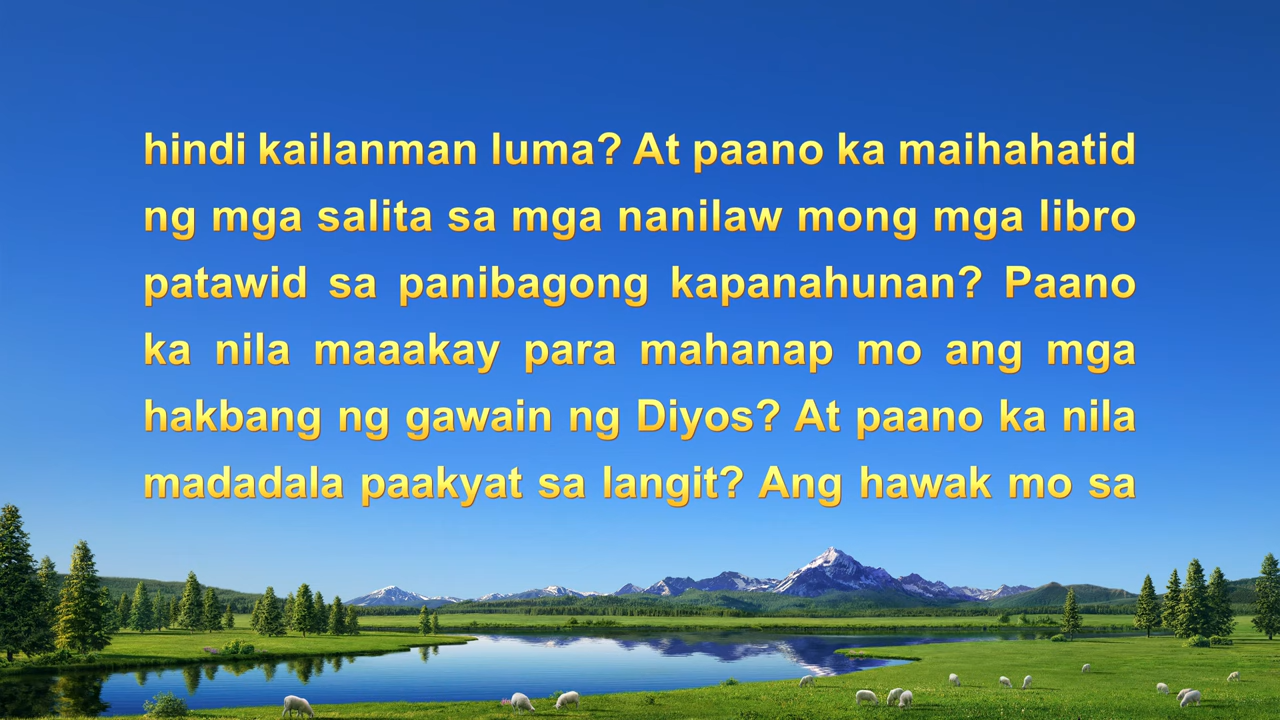 hindi kailanman luma? At paano ka maihahatid
ng mga salita sa mga nanilaw mong mga libro
patawid sa panibagong kapanahunan? Paano
ka nila maaakay para mahanap mo ang mga
hakbang ng gawain ng Diyos? At paano ka nila
madadala paakyat sa langit? Ang hawak mo sa